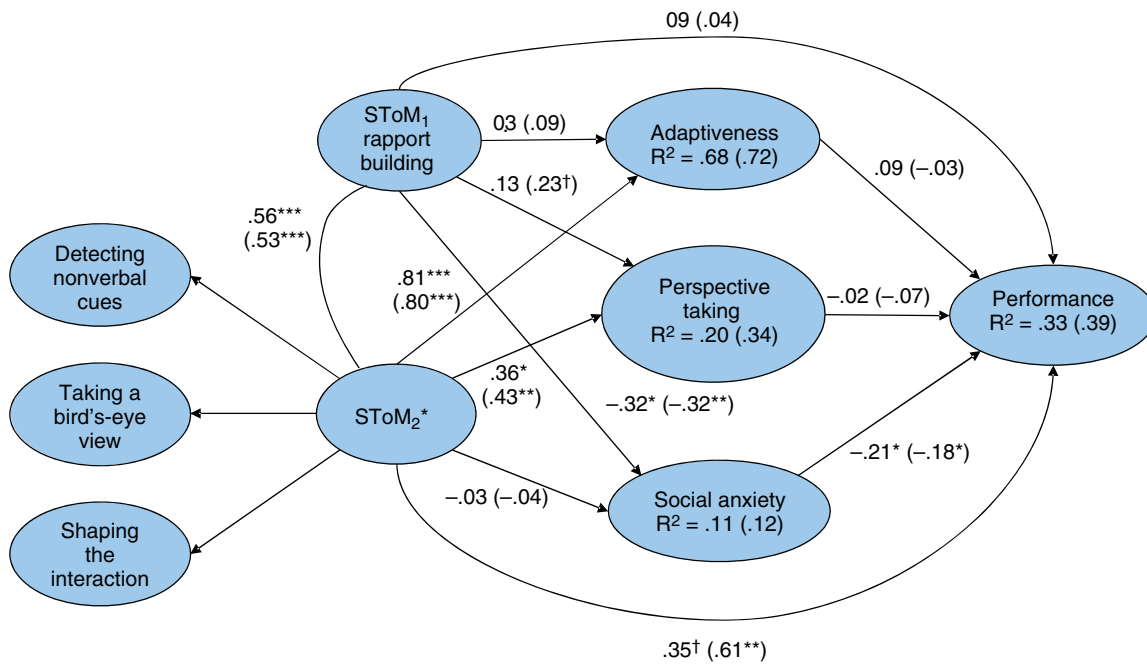 09 (.04)
SToM1
rapport
building
03 (.09)
Adaptiveness
R2 = .68 (.72)
.13 (.23†)
.09 (–.03)
.56***
(.53***)
Detecting
nonverbal
cues
.81***
(.80***)
Perspective
taking
R2 = .20 (.34)
–.02 (–.07)
Performance
R2 = .33 (.39)
.36*
(.43**)
Taking a
bird's-eye
view
SToM2*
–.32* (–.32**)
–.21* (–.18*)
–.03 (–.04)
Social anxiety
R2 = .11 (.12)
Shaping
the
interaction
.35† (.61**)